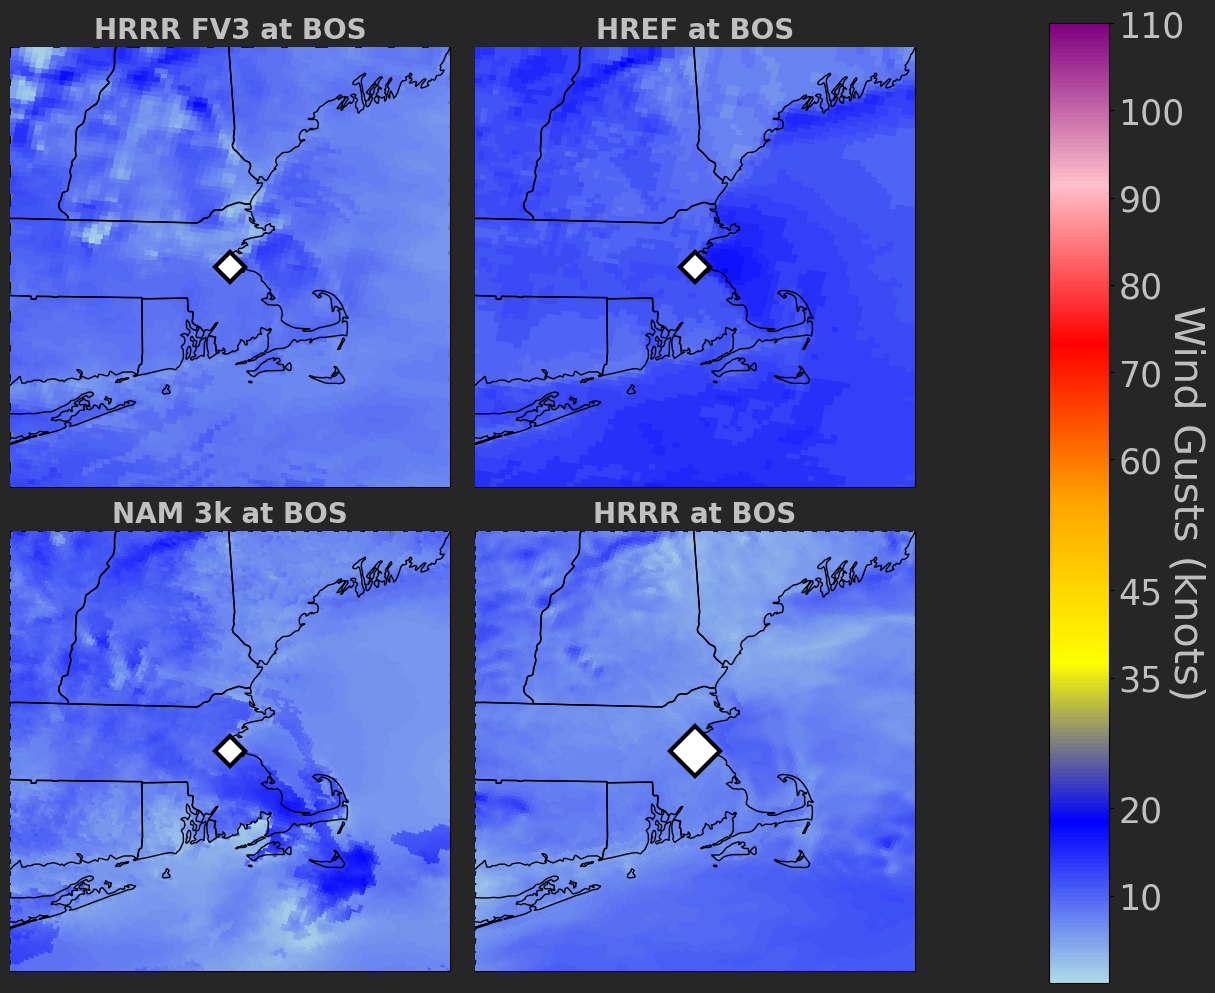 HRRR FV3 at BOS
HREF at BOS
NAM 3k at BOS
HRRR at BOS
110
100
90
80
70
60
45
35
20
10
Wind Gusts (knots)